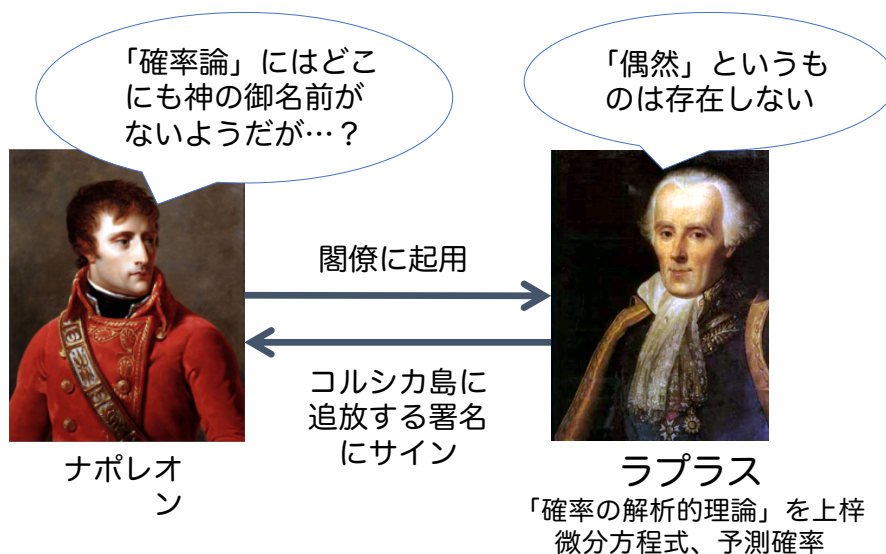 「確率論」にはどこ
にも神の御名前が
ないようだが…？
「偶然」というも
のは存在しない
閣僚に起用
コルシカ島に
追放する署名
にサイン
ナポレオ
ン
ラプラス
「確率の解析的理論」を上梓
微分方程式、予測確率